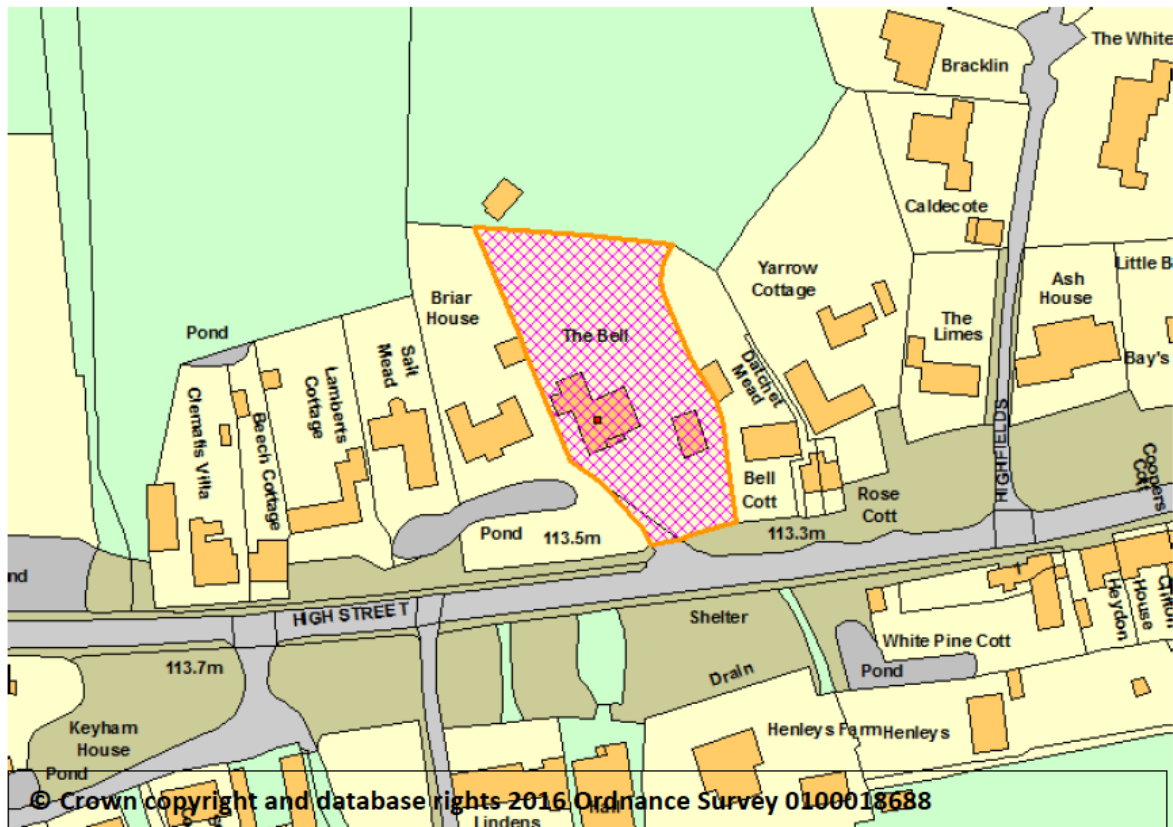 The White
Bracklin
Caldecote
Yarrow
Cottage
Ash
House
Little B
The
Limes
Bay's
Briar
House
The Bell
Pond
Salt
Mead
Lamberts
Cottage
Beech Cottage
Clematis Villa
Datchet
Mead
HIGHFIELDS
Coopers
Cott
Bell
Cott
Rose
Cott
Pond
113.5m
113.3m
nd
HIGH STREET
Shelter
113.7m
White Pine Cott
Heydon
House
Drain
Pond
Keyham
House
Henleys Farm
Henleys
Pond
© Crown copyright and database rights 2016 Ordnance Survey 0100018688
Hall
Lindens